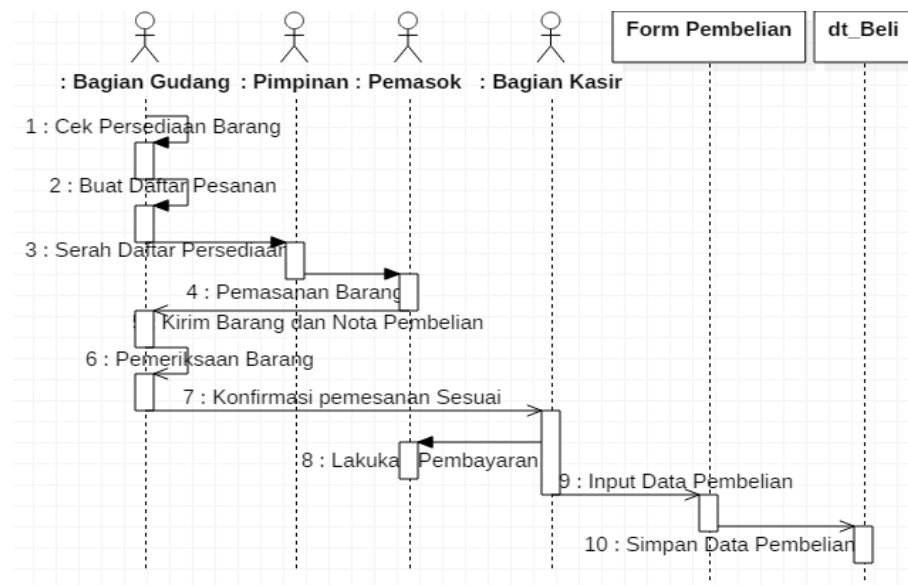 : Bagian Gudang : Pimpinan : Pemasok : Bagian Kasir Form Pembelian dt_Beli
1 : Cek Persediaan Barang
2 : Buat Daftar Pesanan
3 : Serah Daftar Persediaan
4 : Pemasanan Barang
5 : Kirim Barang dan Nota Pembelian
6 : Pemeriksaan Barang
7 : Konfirmasi pemesanan Sesuai
8 : Lakukan Pembayaran
9 : Input Data Pembelian
10 : Simpan Data Pembelian